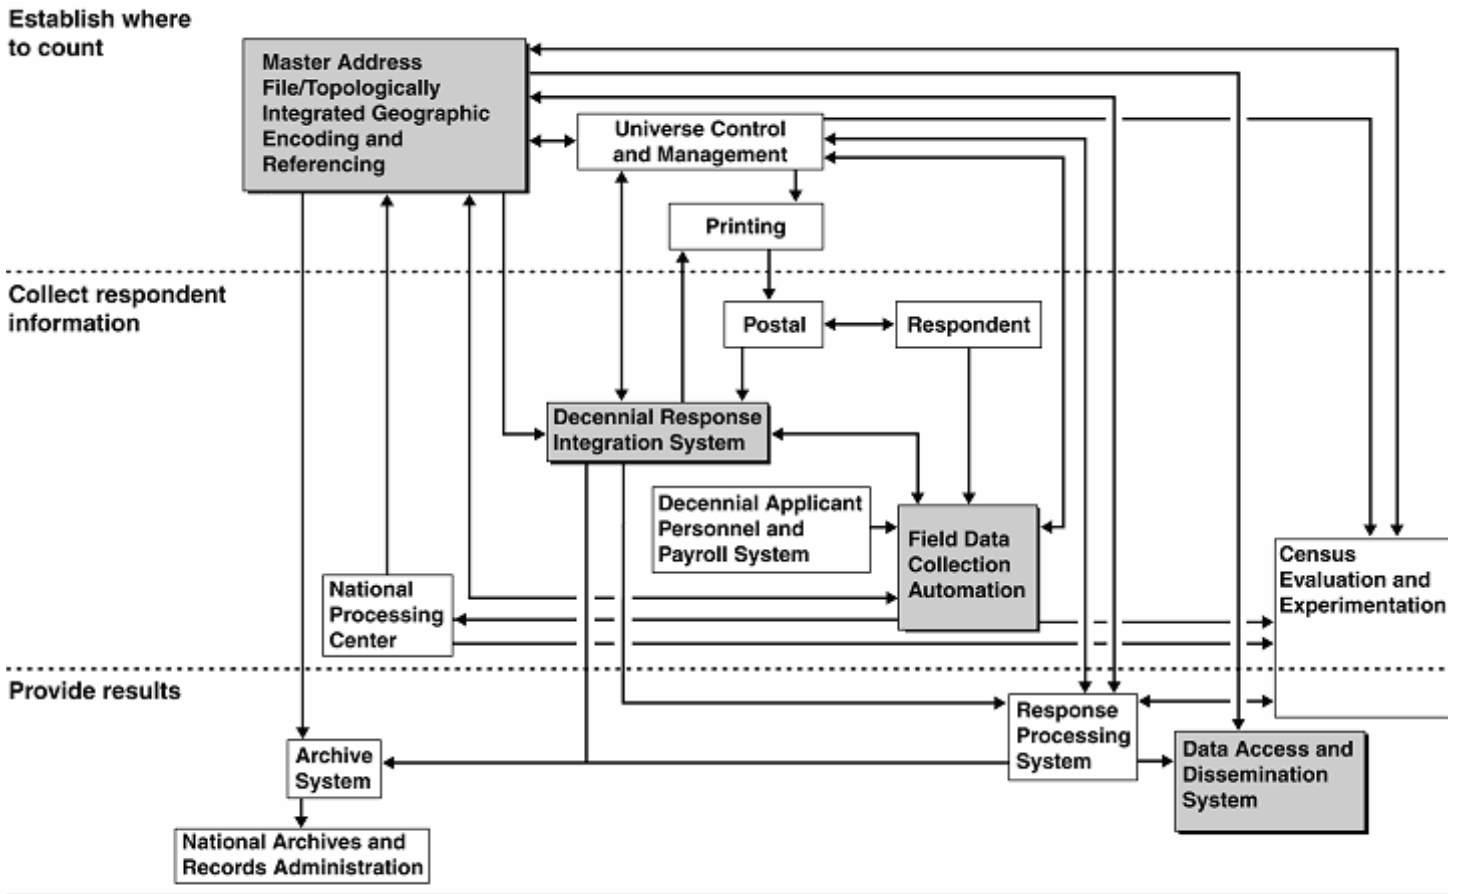 Establish where
to count
Master Address
File/Topologically
Integrated Geographic
Encoding and
Referencing
Universe Control
and Management
Printing
Collect respondent
information
Postal
Respondent
Decennial Response
Integration System
Decennial Applicant
Personnel and
Payroll System
Field Data
Collection
Automation
Census
Evaluation and
Experimentation
National
Processing
Center
Provide results
Response
Processing
System
Data Access and
Dissemination
System
Archive
System
National Archives and
Records Administration